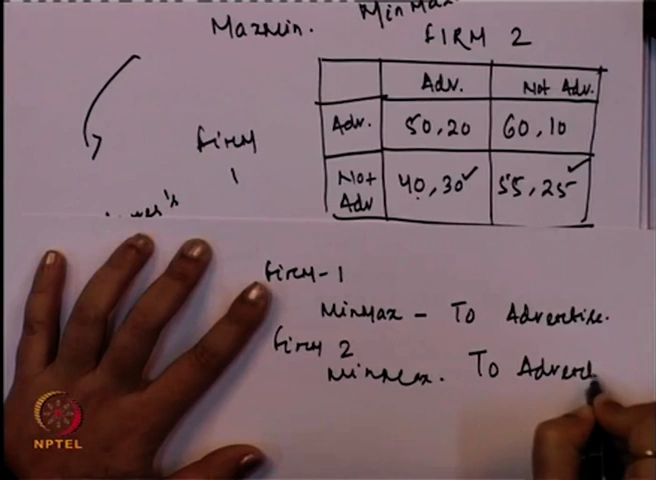 MinMax
MaxMin.
FIRM 2
Adv. Not Adv.
Adv. 50,20 60,10
Firm
1
Not Adv 40,30✓ 55,25✓
Firm-1
MinMax – To Advertise.
Firm 2
MinMax. To Advert
NPTEL